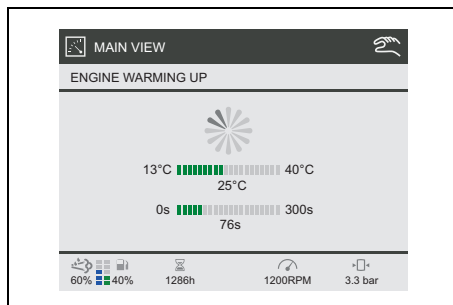 MAIN VIEW
ENGINE WARMING UP
13°C 40°C
25°C
0s 300s
76s
60% 40% 1286h 1200RPM 3.3 bar